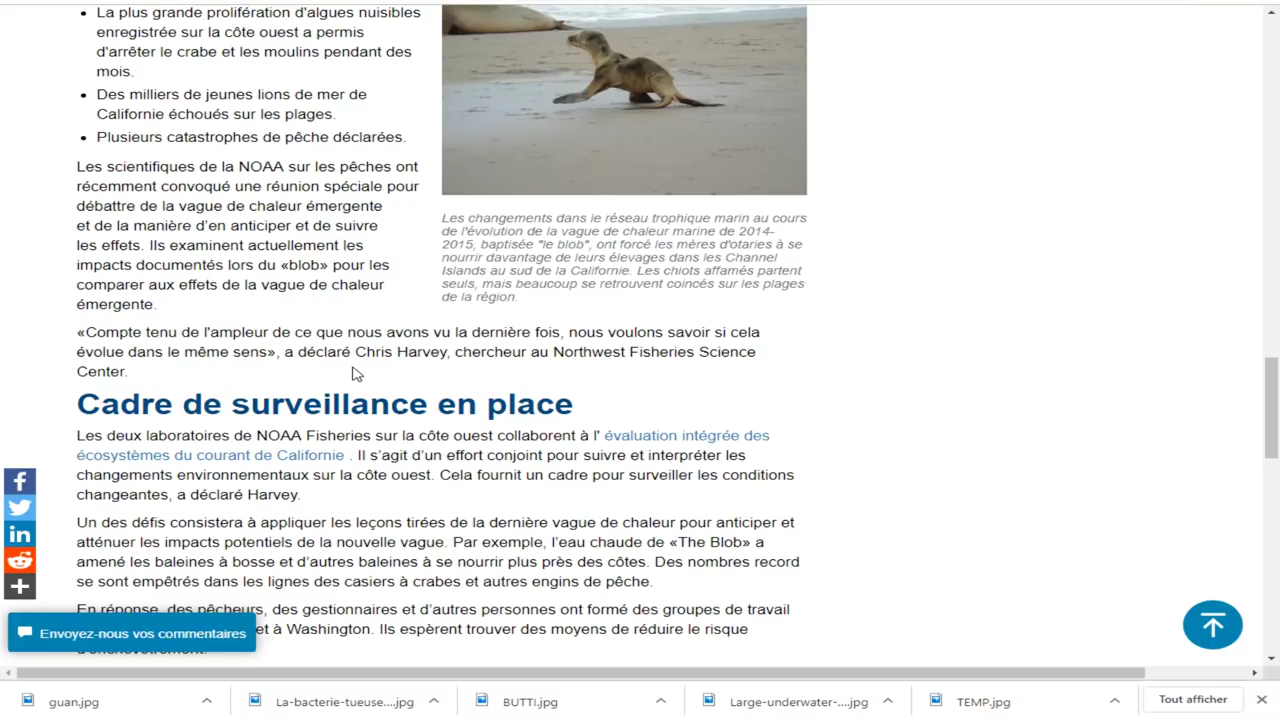 La plus grande prolifération d'algues nuisibles
enregistrée sur la côte ouest a permis
d'arrêter le crabe et les moulins pendant des
mois.
Des milliers de jeunes lions de mer de
Californie échoués sur les plages.
Plusieurs catastrophes de pêche déclarées.
Les scientifiques de la NOAA sur les pêches ont
récemment convoqué une réunion spéciale pour
débattre de la vague de chaleur émergente
et de la manière d'en anticiper et de suivre
les effets. Ils examinent actuellement les
impacts documentés lors du «blob» pour les
comparer aux effets de la vague de chaleur
émergente.
Les changements dans le réseau trophique marin au cours
de l'évolution de la vague de chaleur marine de 2014-
2015, baptisée "le blob", ont forcé les mères d'otaries à se
nourrir davantage de leurs élevages dans les Channel
Islands au sud de la Californie. Les chiots affamés partent
seuls, mais beaucoup se retrouvent coincés sur les plages
de la région.
«Compte tenu de l'ampleur de ce que nous avons vu la dernière fois, nous voulons savoir si cela
évolue dans le même sens», a déclaré Chris Harvey, chercheur au Northwest Fisheries Science
Center.
Cadre de surveillance en place
Les deux laboratoires de NOAA Fisheries sur la côte ouest collaborent à l' évaluation intégrée des
écosystèmes du courant de Californie . Il s'agit d'un effort conjoint pour suivre et interpréter les
changements environnementaux sur la côte ouest. Cela fournit un cadre pour surveiller les conditions
changeantes, a déclaré Harvey.
Un des défis consistera à appliquer les leçons tirées de la dernière vague de chaleur pour anticiper et
atténuer les impacts potentiels de la nouvelle vague. Par exemple, l'eau chaude de «The Blob» a
amené les baleines à bosse et d'autres baleines à se nourrir plus près des côtes. Des nombres record
se sont empêtrés dans les lignes des casiers à crabes et autres engins de pêche.
En réponse, des pêcheurs, des gestionnaires et d'autres personnes ont formé des groupes de travail
et à Washington. Ils espèrent trouver des moyens de réduire le risque
Envoyez-nous vos commentaires
guan.jpg
La-bacterie-tueuse....jpg
BUTTI.jpg
Large-underwater-....jpg
TEMP.jpg
Tout afficher